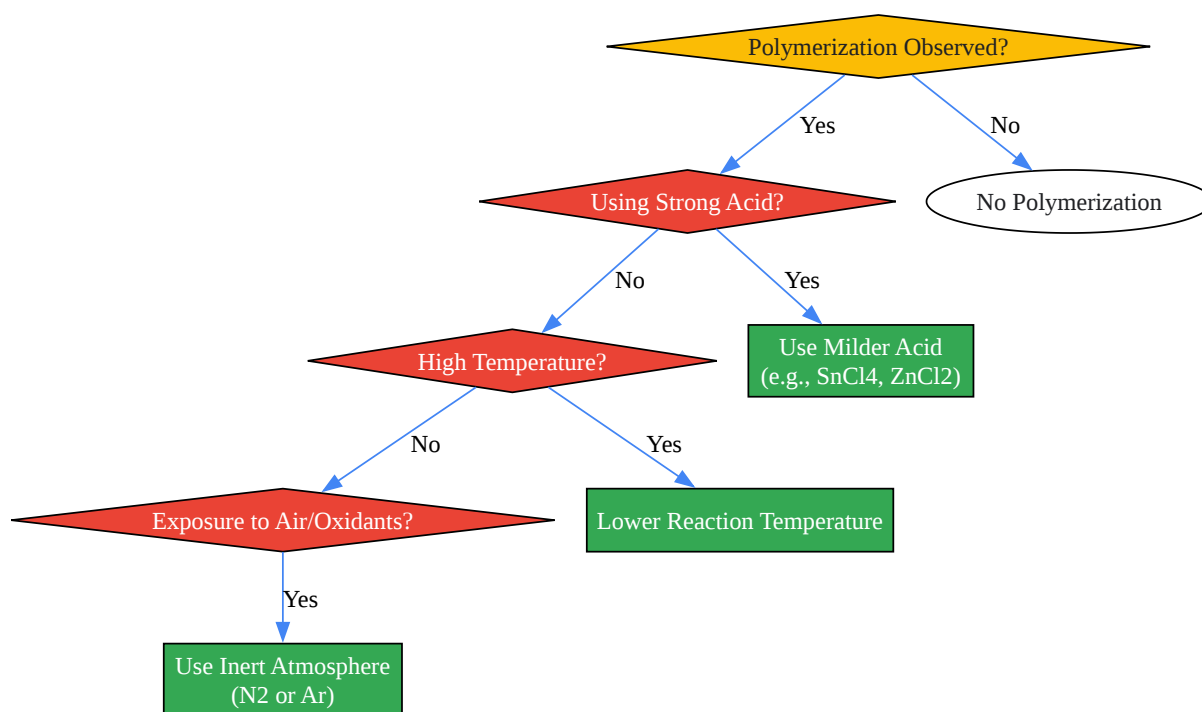 Polymerization Observed?
Yes
No
Using Strong Acid?
No Polymerization
No
Yes
High Temperature?
Use Milder Acid
(e.g., SnCl4, ZnCl2)
No
Yes
Exposure to Air/Oxidants?
Lower Reaction Temperature
Yes
Use Inert Atmosphere
(N2 or Ar)